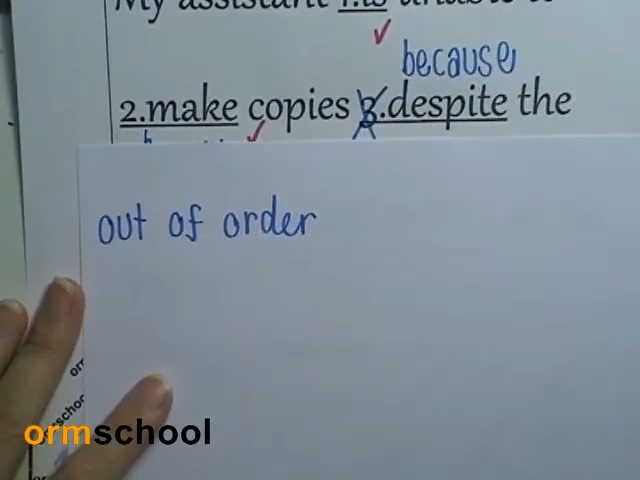 My assistant 1.is unable to
because
2.make copies 3.despite the
out of order
ormschool